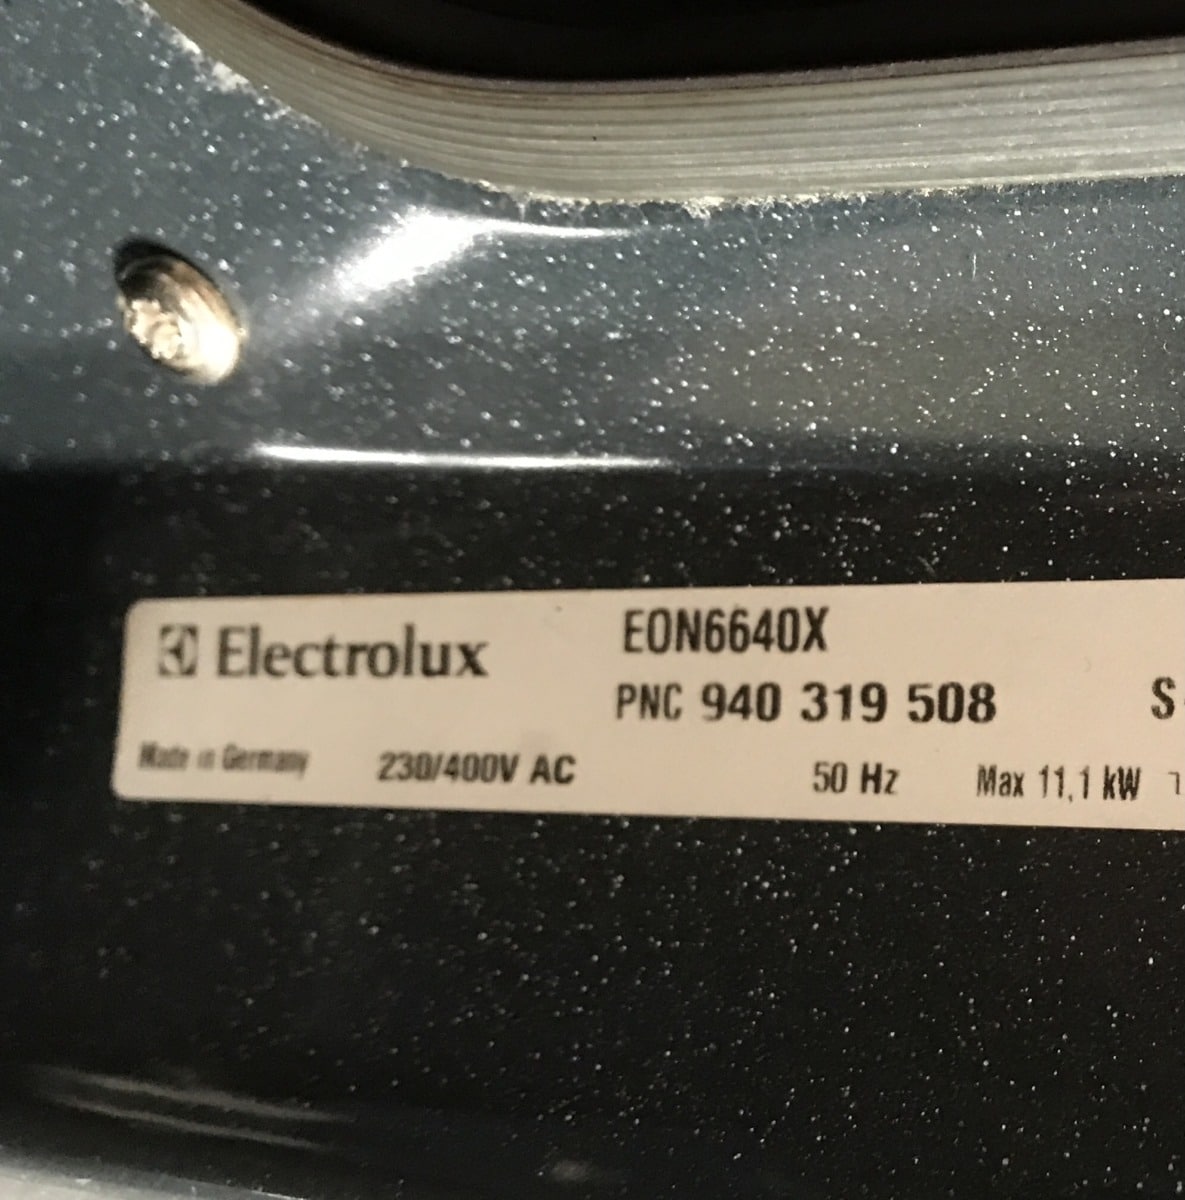 Electrolux
EON6640X
PNC 940 319 508 S
Made in Germany 230/400V AC 50 Hz Max 11,1 kW